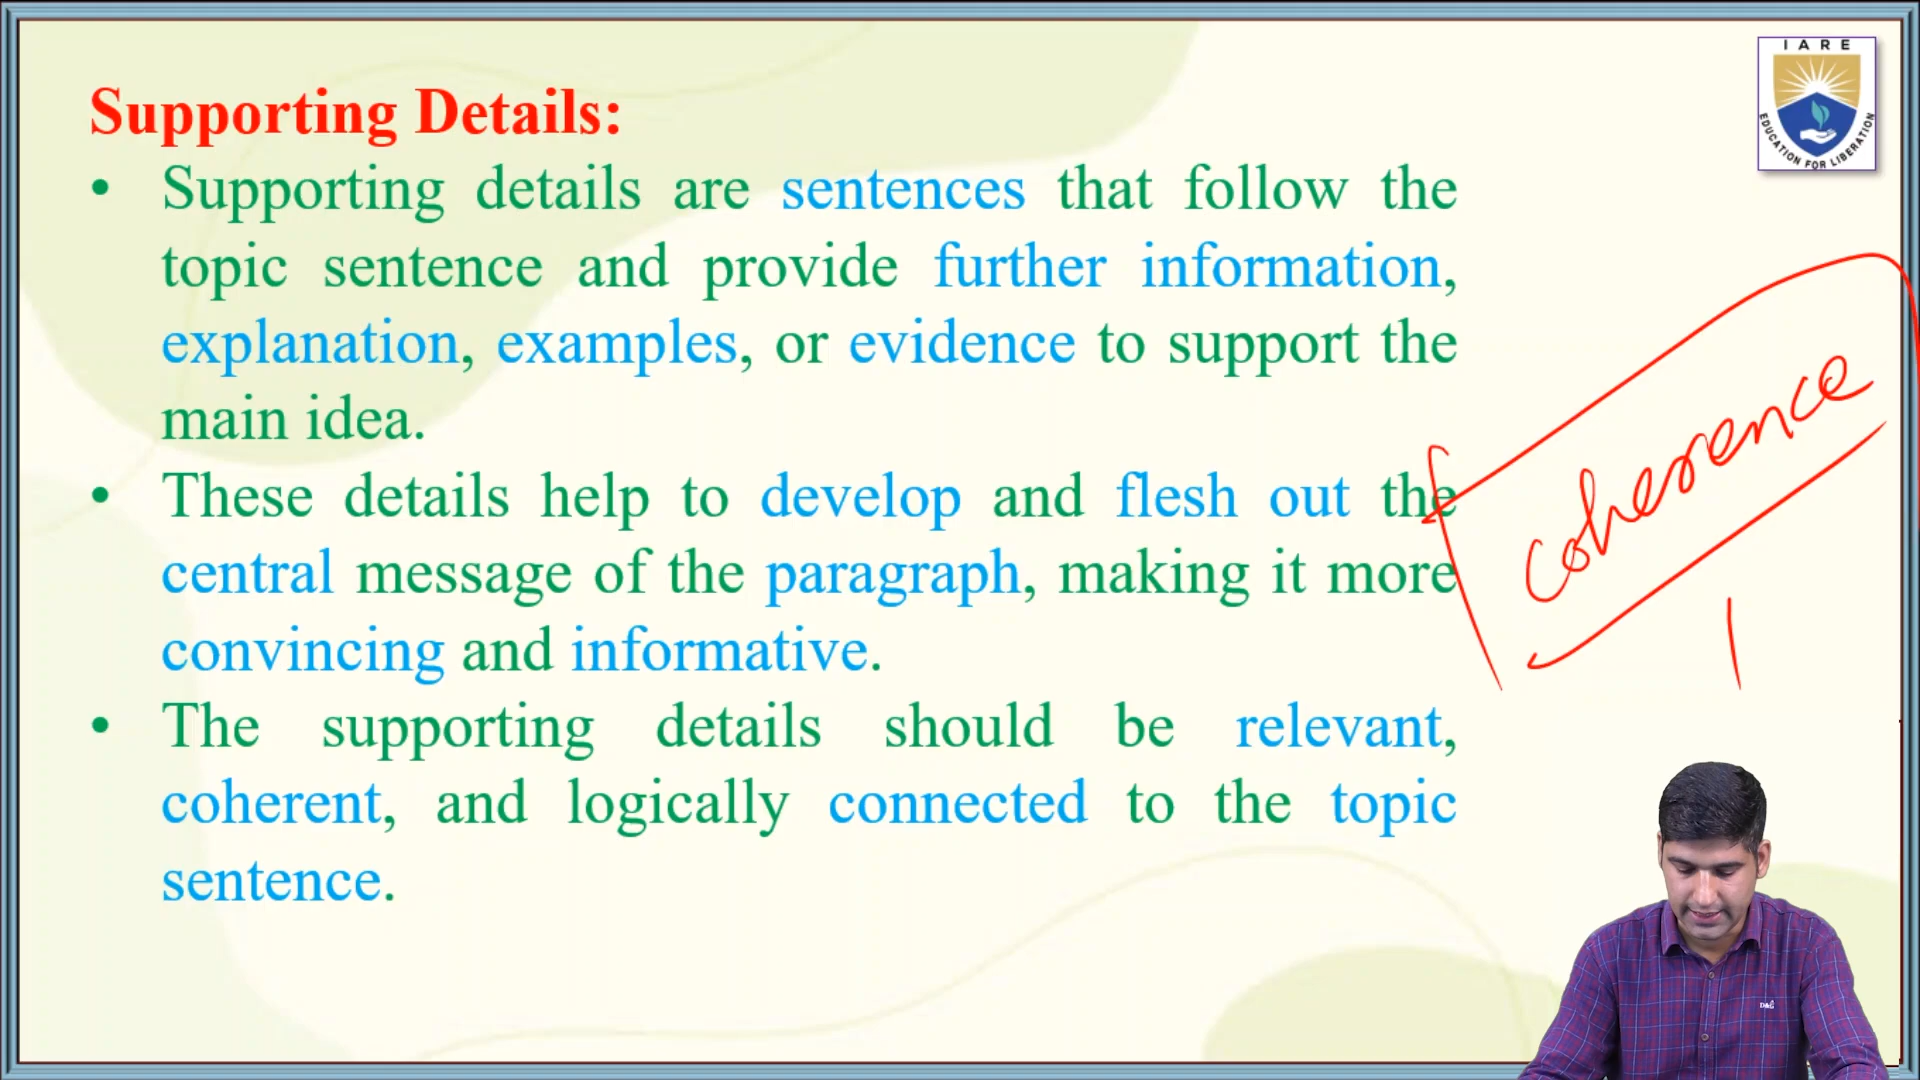 IARE
EDUCATION FOR LIBERATION
Supporting Details:
• Supporting details are sentences that follow the
topic sentence and provide further information,
explanation, examples, or evidence to support the
main idea.
• These details help to develop and flesh out the
central message of the paragraph, making it more
convincing and informative.
• The supporting details should be relevant,
coherent, and logically connected to the topic
sentence.
coherence